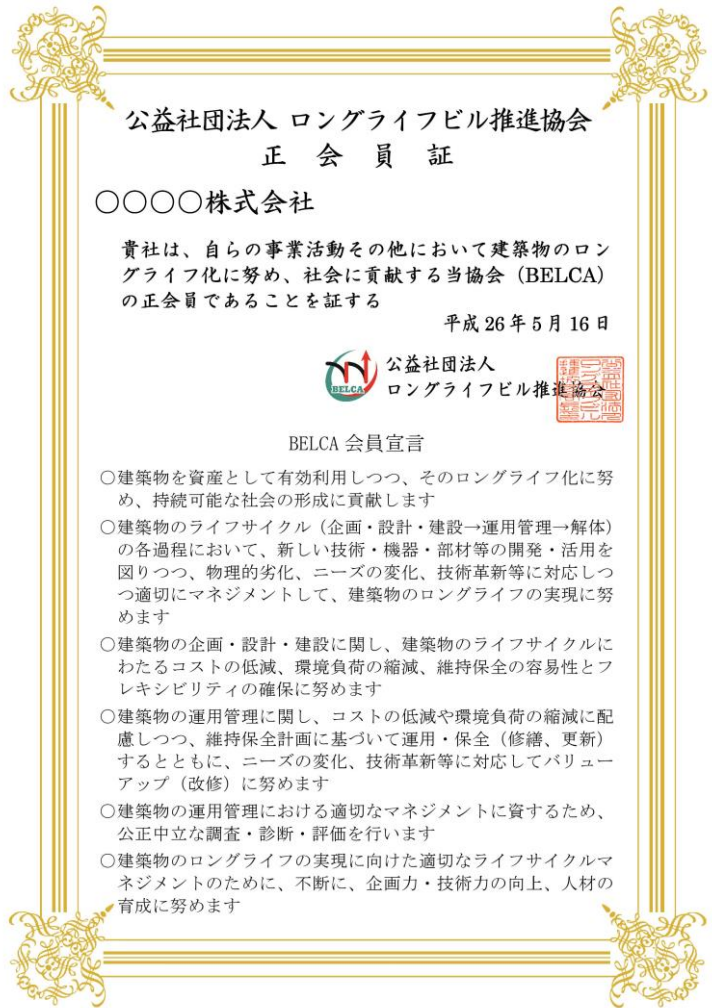 公益社団法人 ロングライフビル推進協会
正 会 員 証
○○○○株式会社
貴社は、自らの事業活動その他において建築物のロン
グライフ化に努め、社会に貢献する当協会（BELCA）
の正会員であることを証する
平成 26 年 5 月 16 日
BELCA
公益社団法人
ロングライフビル推進協会
BELCA 会員宣言
○建築物を資産として有効利用しつつ、そのロングライフ化に努
め、持続可能な社会の形成に貢献します
○建築物のライフサイクル（企画・設計・建設→運用管理→解体）
の各過程において、新しい技術・機器・部材等の開発・活用を
図りつつ、物理的劣化、ニーズの変化、技術革新等に対応しつ
つ適切にマネジメントして、建築物のロングライフの実現に努
めます
○建築物の企画・設計・建設に関し、建築物のライフサイクルに
わたるコストの低減、環境負荷の縮減、維持保全の容易性とフ
レキシビリティの確保に努めます
○建築物の運用管理に関し、コストの低減や環境負荷の縮減に配
慮しつつ、維持保全計画に基づいて運用・保全（修繕、更新）
するとともに、ニーズの変化、技術革新等に対応してバリュー
アップ（改修）に努めます
○建築物の運用管理における適切なマネジメントに資するため、
公正中立な調査・診断・評価を行います
○建築物のロングライフの実現に向けた適切なライフサイクルマ
ネジメントのために、不断に、企画力・技術力の向上、人材の
育成に努めます